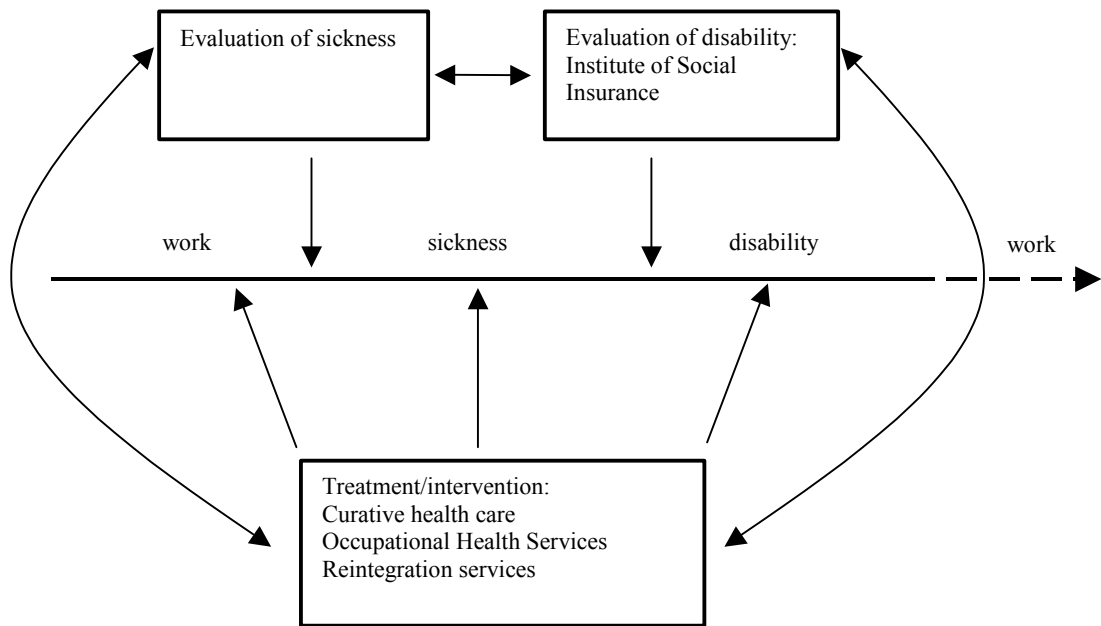 Evaluation of sickness
Evaluation of disability:
Institute of Social
Insurance
work
sickness
disability
work
Treatment/intervention:
Curative health care
Occupational Health Services
Reintegration services